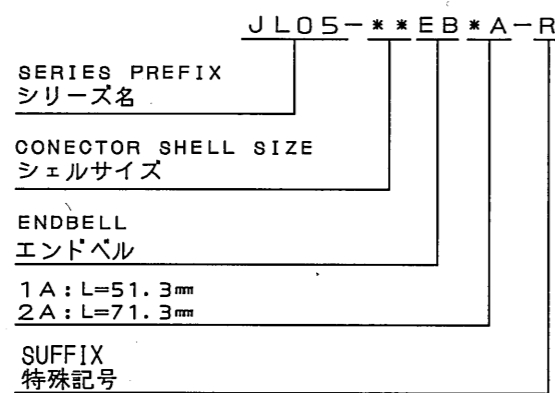 JL05-**EB*A-R
SERIES PREFIX
シリーズ名
CONECTOR SHELL SIZE
シェルサイズ
ENDBELL
エンドベル
1A:L=51.3㎜
2A:L=71.3㎜
SUFFIX
特殊記号